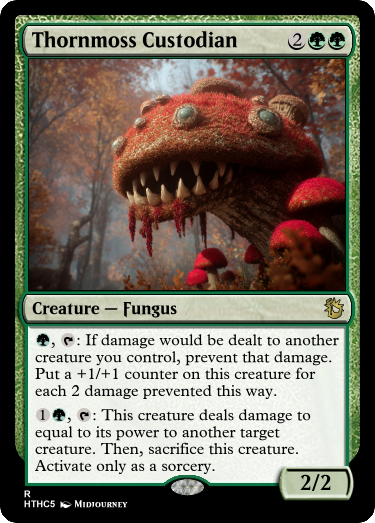 Thornmoss Custodian 2
Creature — Fungus
, : If damage would be dealt to another
creature you control, prevent that damage.
Put a +1/+1 counter on this creature for
each 2 damage prevented this way.
1 , : This creature deals damage to
equal to its power to another target
creature. Then, sacrifice this creature.
Activate only as a sorcery.
2/2
R
HTHC5 MIDJOURNEY